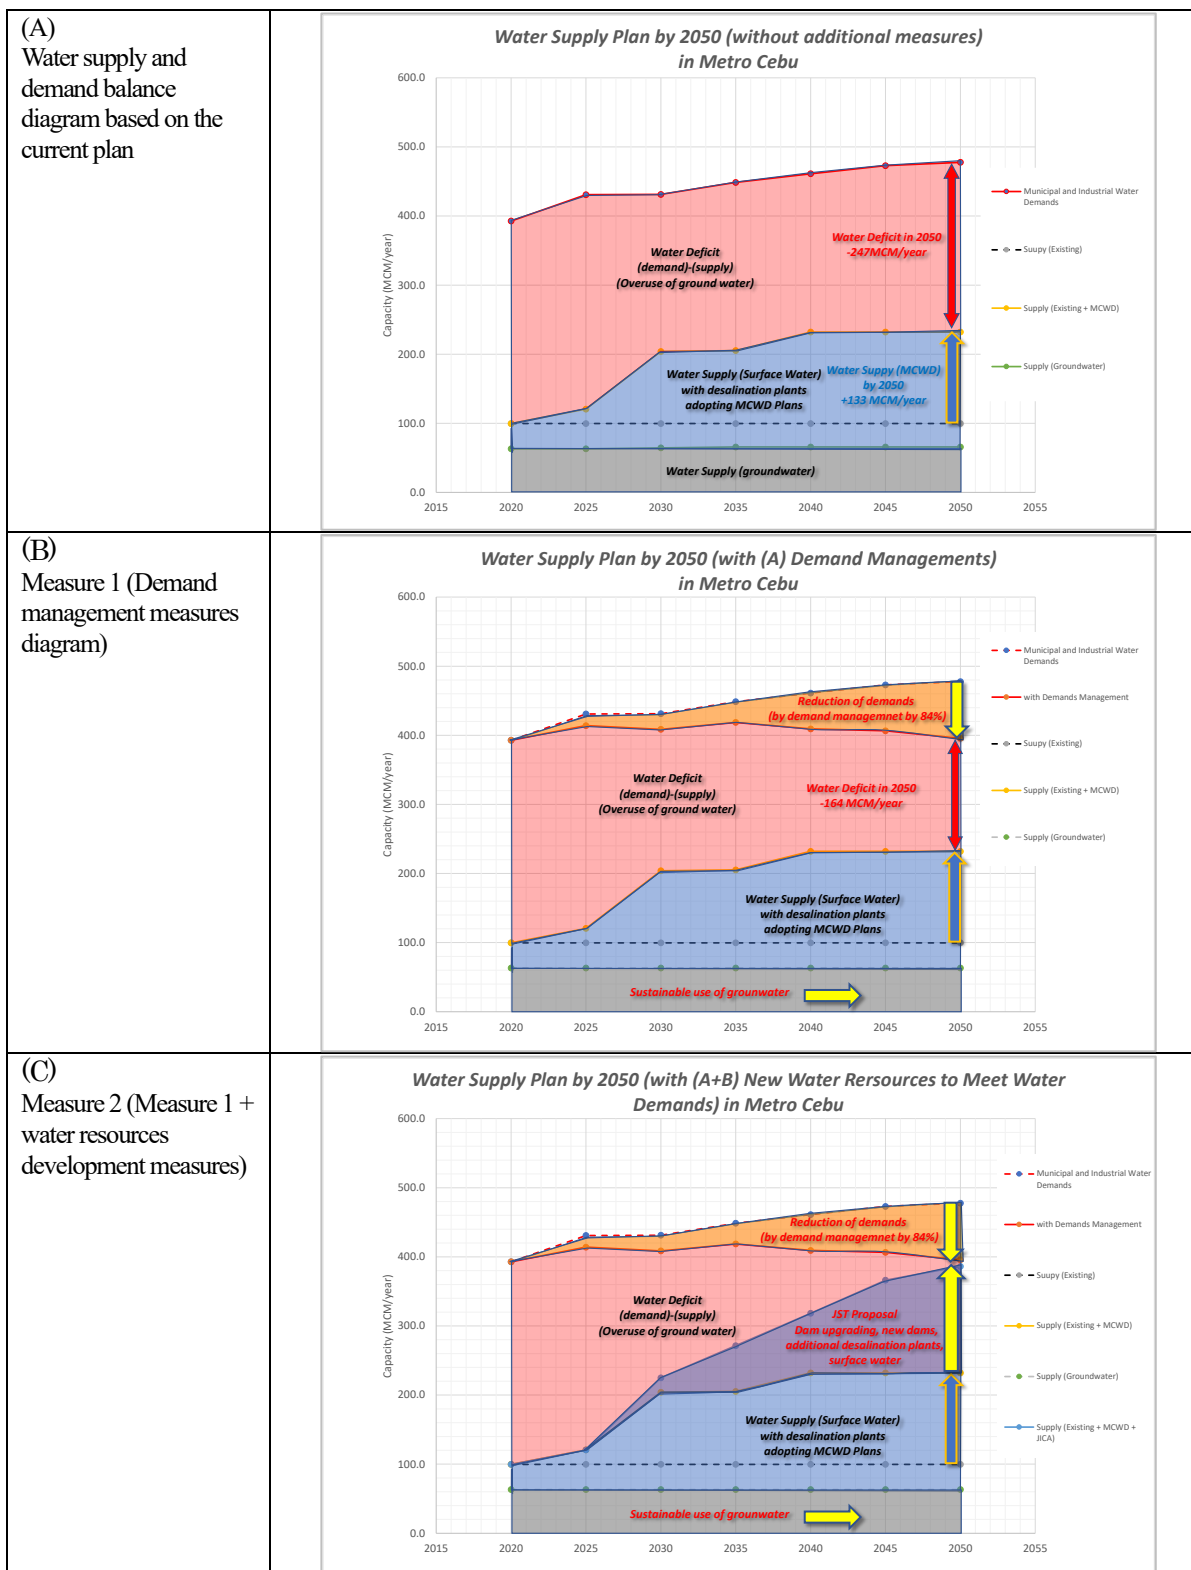 (A)
Water supply and
demand balance
diagram based on the
current plan
Water Supply Plan by 2050 (without additional measures)
in Metro Cebu
600.0
500.0
400.0
300.0
200.0
100.0
0.0
Capacity (MCM/year)
2015 2020 2025 2030 2035 2040 2045 2050 2055
Water Deficit
(demand)-(supply)
(Overuse of ground water)
Water Deficit in 2050
-247MCM/year
Water Supply (Surface Water)
with desalination plants
adopting MCWD Plans
Water Suppy (MCWD)
by 2050
+133 MCM/year
Water Supply (groundwater)
Municipal and Industrial Water
Demands
Suupy (Existing)
Supply (Existing + MCWD)
Supply (Groundwater)
(B)
Measure 1 (Demand
management measures
diagram)
Water Supply Plan by 2050 (with (A) Demand Managements)
in Metro Cebu
600.0
500.0
400.0
300.0
200.0
100.0
0.0
Capacity (MCM/year)
2015 2020 2025 2030 2035 2040 2045 2050 2055
Reduction of demands
(by demand managemnet by 84%)
Water Deficit
(demand)-(supply)
(Overuse of ground water)
Water Deficit in 2050
-164 MCM/year
Water Supply (Surface Water)
with desalination plants
adopting MCWD Plans
Sustainable use of grounwater
Municipal and Industrial Water
Demands
with Demands Management
Suupy (Existing)
Supply (Existing + MCWD)
Supply (Groundwater)
(C)
Measure 2 (Measure 1 +
water resources
development measures)
Water Supply Plan by 2050 (with (A+B) New Water Rersources to Meet Water
Demands) in Metro Cebu
600.0
500.0
400.0
300.0
200.0
100.0
0.0
Capacity (MCM/year)
2015 2020 2025 2030 2035 2040 2045 2050 2055
Reduction of demands
(by demand managemnet by 84%)
Water Deficit
(demand)-(supply)
(Overuse of ground water)
JST Proposal
Dam upgrading, new dams,
additional desalination plants,
surface water
Water Supply (Surface Water)
with desalination plants
adopting MCWD Plans
Sustainable use of grounwater
Municipal and Industrial Water
Demands
with Demands Management
Suupy (Existing)
Supply (Existing + MCWD)
Supply (Groundwater)
Supply (Existing + MCWD +
JICA)